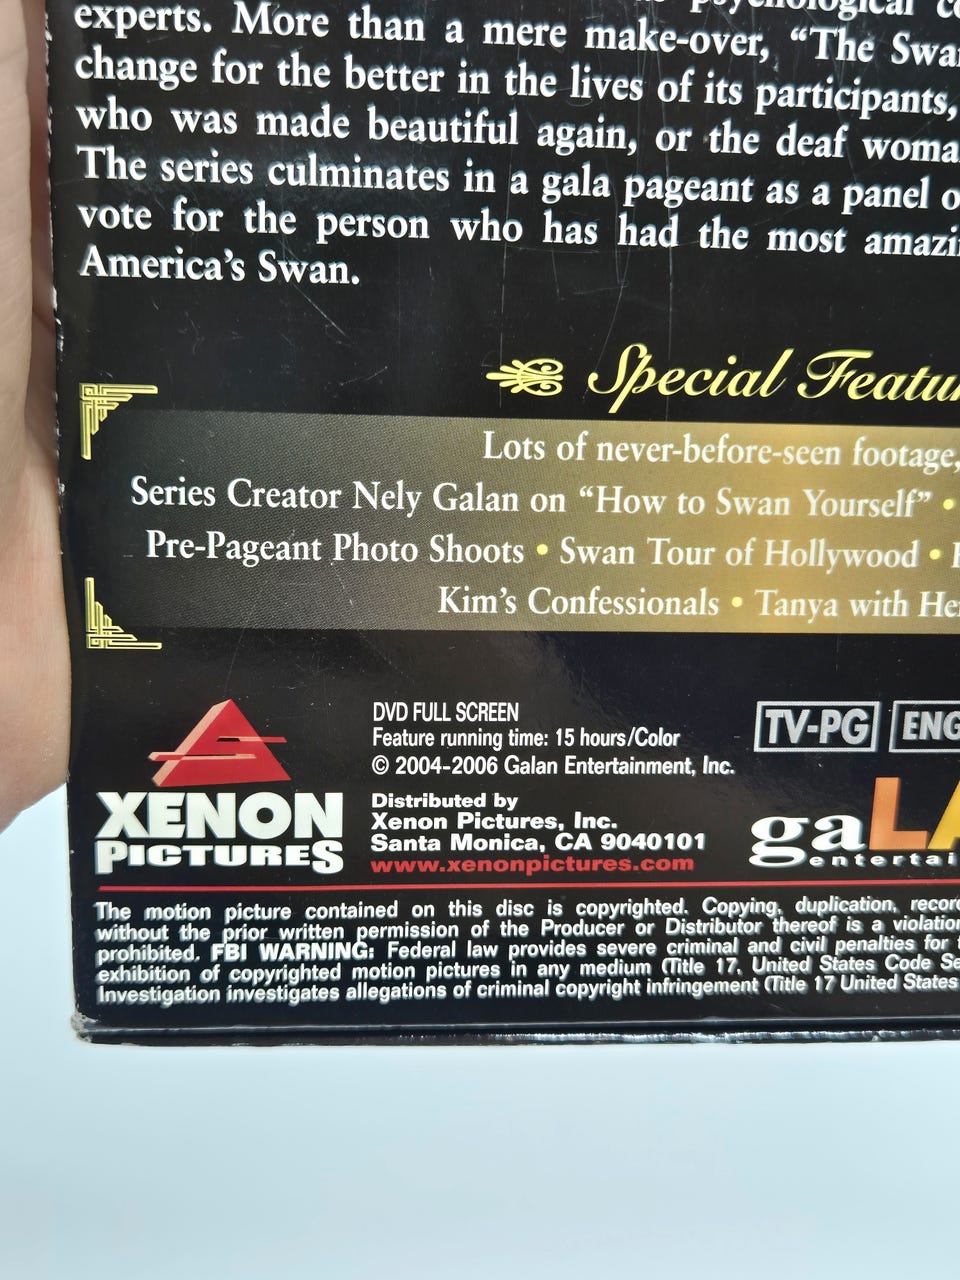 psychological
experts. More than a mere make-over, “The Swan
change for the better in the lives of its participants,
who was made beautiful again, or the deaf woma
The series culminates in a gala pageant as a panel o
vote for the person who has had the most amazi
America’s Swan.
Special Featu
Lots of never-before-seen footage,
Series Creator Nely Galan on “How to Swan Yourself” •
Pre-Pageant Photo Shoots • Swan Tour of Hollywood •
Kim’s Confessionals • Tanya with He
XENON
PICTURES
DVD FULL SCREEN
Feature running time: 15 hours/Color
© 2004-2006 Galan Entertainment, Inc.
Distributed by
Xenon Pictures, Inc.
Santa Monica, CA 9040101
www.xenonpictures.com
TV-PG ENG
gaLA
entertai
The motion picture contained on this disc is copyrighted. Copying, duplication, record
without the prior written permission of the Producer or Distributor thereof is a violation
prohibited. FBI WARNING: Federal law provides severe criminal and civil penalties for
exhibition of copyrighted motion pictures in any medium (Title 17, United States Code Se
Investigation investigates allegations of criminal copyright infringement (Title 17 United States